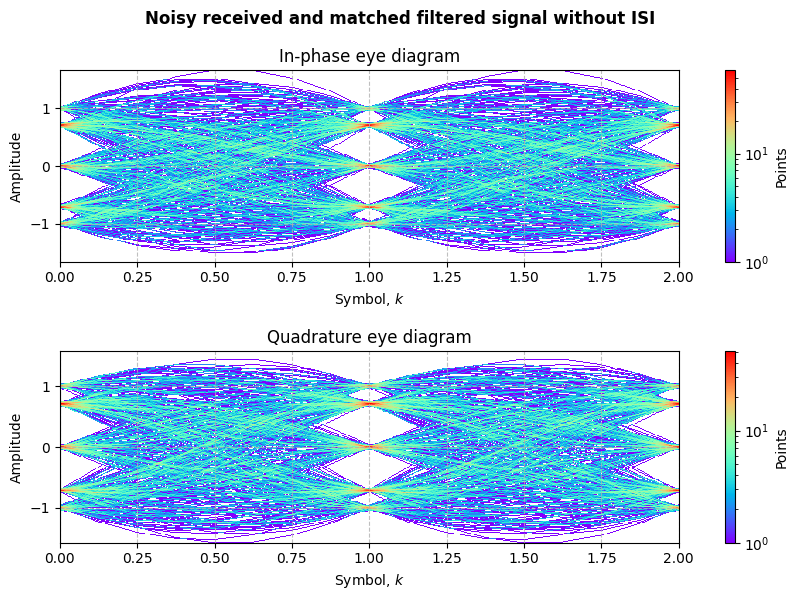 Noisy received and matched filtered signal without ISI
In-phase eye diagram
Amplitude
1
0
−1
0.00 0.25 0.50 0.75 1.00 1.25 1.50 1.75 2.00
Symbol, k
10¹
10⁰
Points
Quadrature eye diagram
Amplitude
1
0
−1
0.00 0.25 0.50 0.75 1.00 1.25 1.50 1.75 2.00
Symbol, k
10¹
10⁰
Points